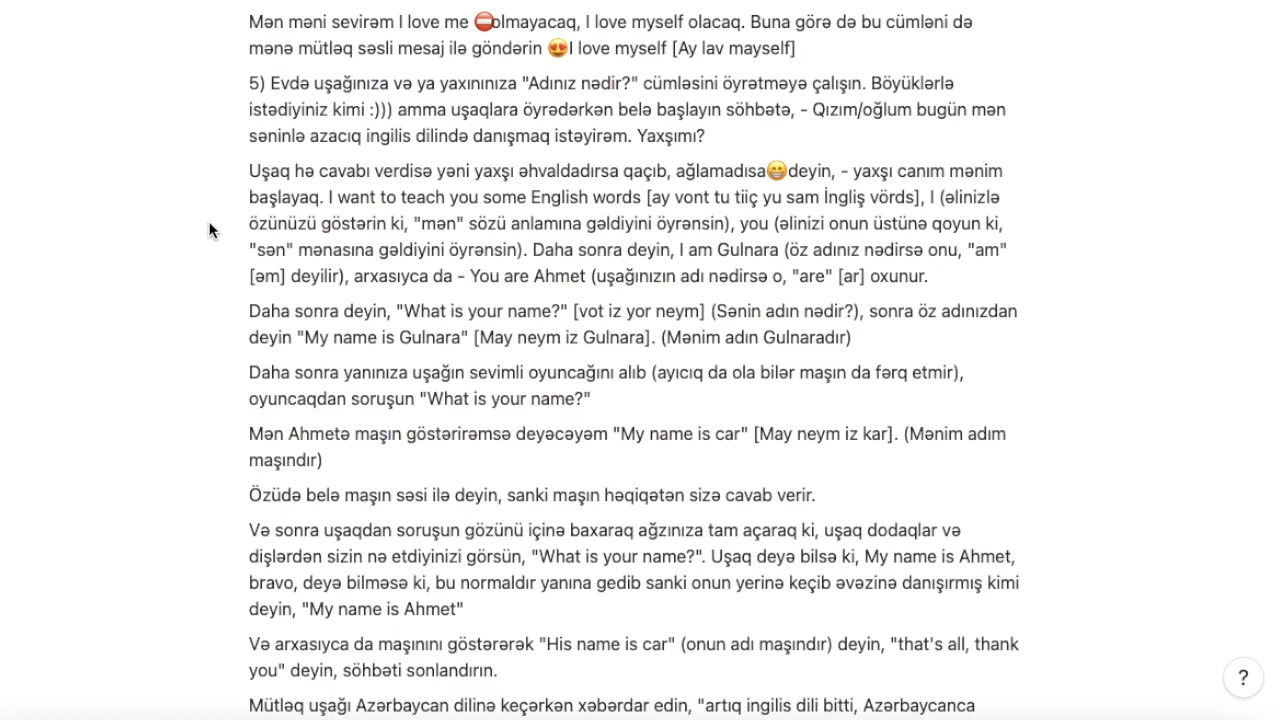 Mən məni sevirəm I love me ⛔olmayacaq, I love myself olacaq. Buna görə də bu cümləni də
mənə mütləq səsli mesaj ilə göndərin 😍I love myself [Ay lav mayself]
5) Evdə uşağınıza və ya yaxınınıza "Adınız nədir?" cümləsini öyrətməyə çalışın. Böyüklərlə
istədiyiniz kimi :))) amma uşaqlara öyrədərkən belə başlayın söhbətə, - Qızım/oğlum bugün mən
səninlə azacıq ingilis dilində danışmaq istəyirəm. Yaxşımı?
Uşaq hə cavabı verdisə yəni yaxşı əhvaldadırsa qaçıb, ağlamadısa😁deyin, - yaxşı canım mənim
başlayaq. I want to teach you some English words [ay vont tu tiiç yu sam İngliş vörds], I (əlinizlə
özünüzü göstərin ki, "mən" sözü anlamına gəldiyini öyrənsin), you (əlinizi onun üstünə qoyun ki,
"sən" mənasına gəldiyini öyrənsin). Daha sonra deyin, I am Gulnara (öz adınız nədirsə onu, "am"
[əm] deyilir), arxasıyca da - You are Ahmet (uşağınızın adı nədirsə o, "are" [ar] oxunur.
Daha sonra deyin, "What is your name?" [vot iz yor neym] (Sənin adın nədir?), sonra öz adınızdan
deyin "My name is Gulnara" [May neym iz Gulnara]. (Mənim adın Gulnaradır)
Daha sonra yanınıza uşağın sevimli oyuncağını alıb (ayıcıq da ola bilər maşın da fərq etmir),
oyuncaqdan soruşun "What is your name?"
Mən Ahmetə maşın göstərirəmsə deyəcəyəm "My name is car" [May neym iz kar]. (Mənim adım
maşındır)
Özüdə belə maşın səsi ilə deyin, sanki maşın həqiqətən sizə cavab verir.
Və sonra uşaqdan soruşun gözünü içinə baxaraq ağzınıza tam açaraq ki, uşaq dodaqlar və
dişlərdən sizin nə etdiyinizi görsün, "What is your name?". Uşaq deyə bilsə ki, My name is Ahmet,
bravo, deyə bilməsə ki, bu normaldır yanına gedib sanki onun yerinə keçib əvəzinə danışırmış kimi
deyin, "My name is Ahmet"
Və arxasıyca da maşınını göstərərək "His name is car" (onun adı maşındır) deyin, "that's all, thank
you" deyin, söhbəti sonlandırın.
Mütləq uşağı Azərbaycan dilinə keçərkən xəbərdar edin, "artıq ingilis dili bitti, Azərbaycanca
?